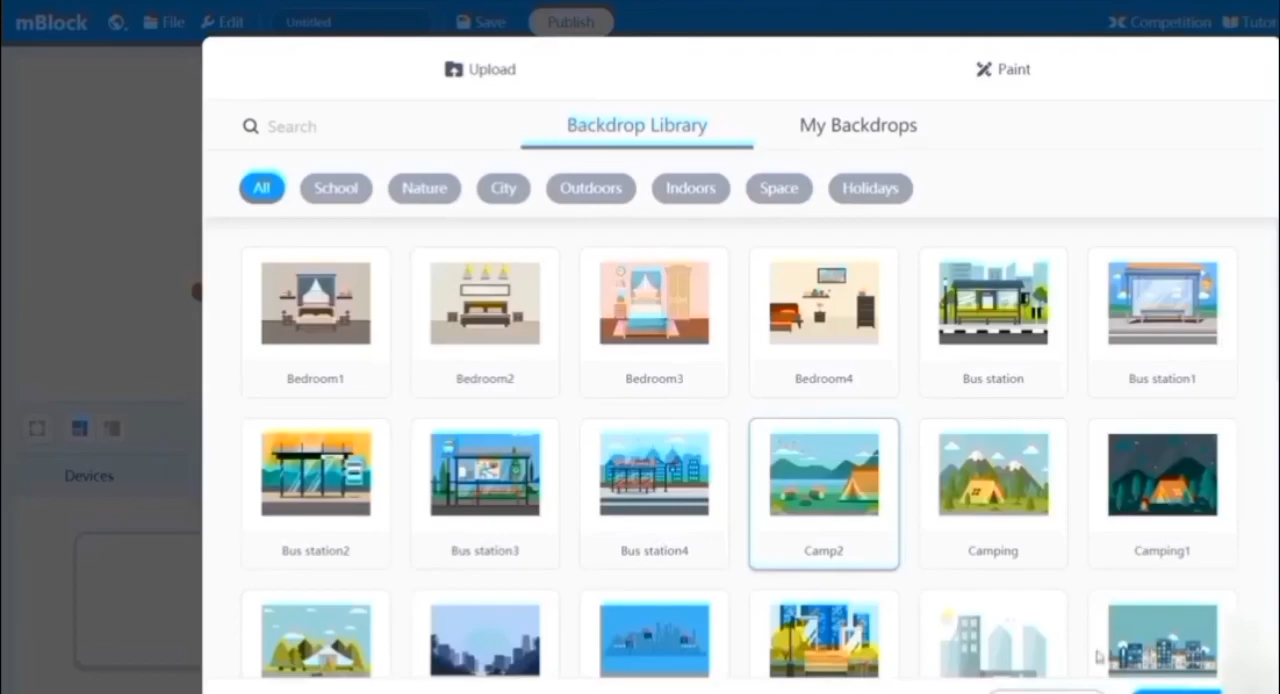 mBlock File Edit Untitled Save Publish Competition
Upload Paint
Search Backdrop Library My Backdrops
All School Nature City Outdoors Indoors Space Holidays
Bedroom1 Bedroom2 Bedroom3 Bedroom4 Bus station Bus station1
Bus station2 Bus station3 Bus station4 Camp2 Camping Camping1
Devices